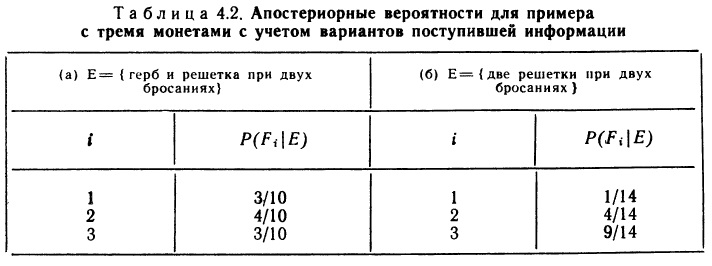 Таблица 4.2. Апостериорные вероятности для примера
с тремя монетами с учетом вариантов поступившей информации
(а) E= {герб и решетка при двух бросаниях}
(б) E= {две решетки при двух бросаниях}
i P(Fi|E) i P(Fi|E)
1 3/10 1 1/14
2 4/10 2 4/14
3 3/10 3 9/14